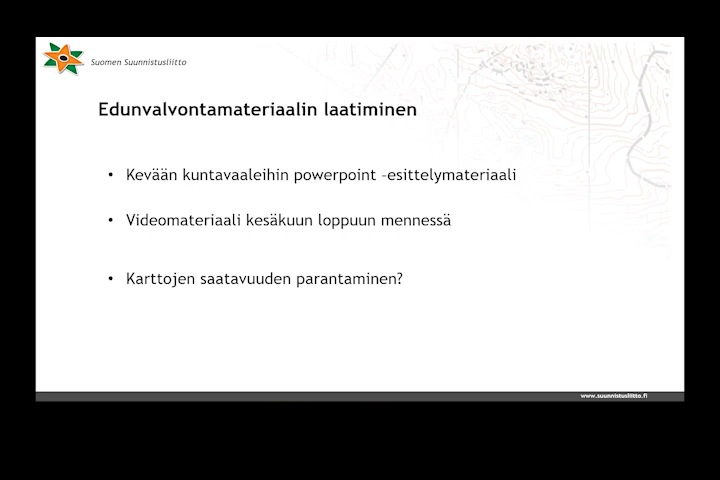 Suomen Suunnistusliitto
Edunvalvontamateriaalin laatiminen
• Kevään kuntavaaleihin powerpoint –esittelymateriaali
• Videomateriaali kesäkuun loppuun mennessä
• Karttojen saatavuuden parantaminen?
www.suunnistusliitto.fi